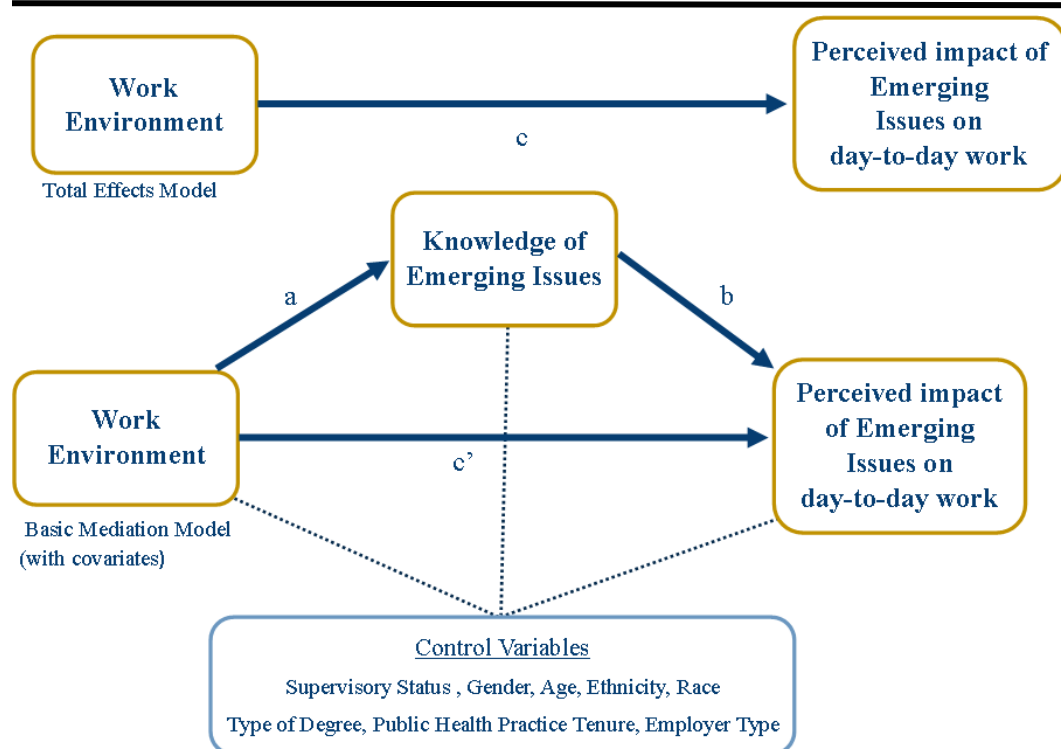 Work
Environment
Total Effects Model
c
Perceived impact of
Emerging
Issues on
day-to-day work
Knowledge of
Emerging Issues
a
b
Work
Environment
Basic Mediation Model
(with covariates)
c’
Perceived impact
of Emerging
Issues on
day-to-day work
Control Variables
Supervisory Status , Gender, Age, Ethnicity, Race
Type of Degree, Public Health Practice Tenure, Employer Type